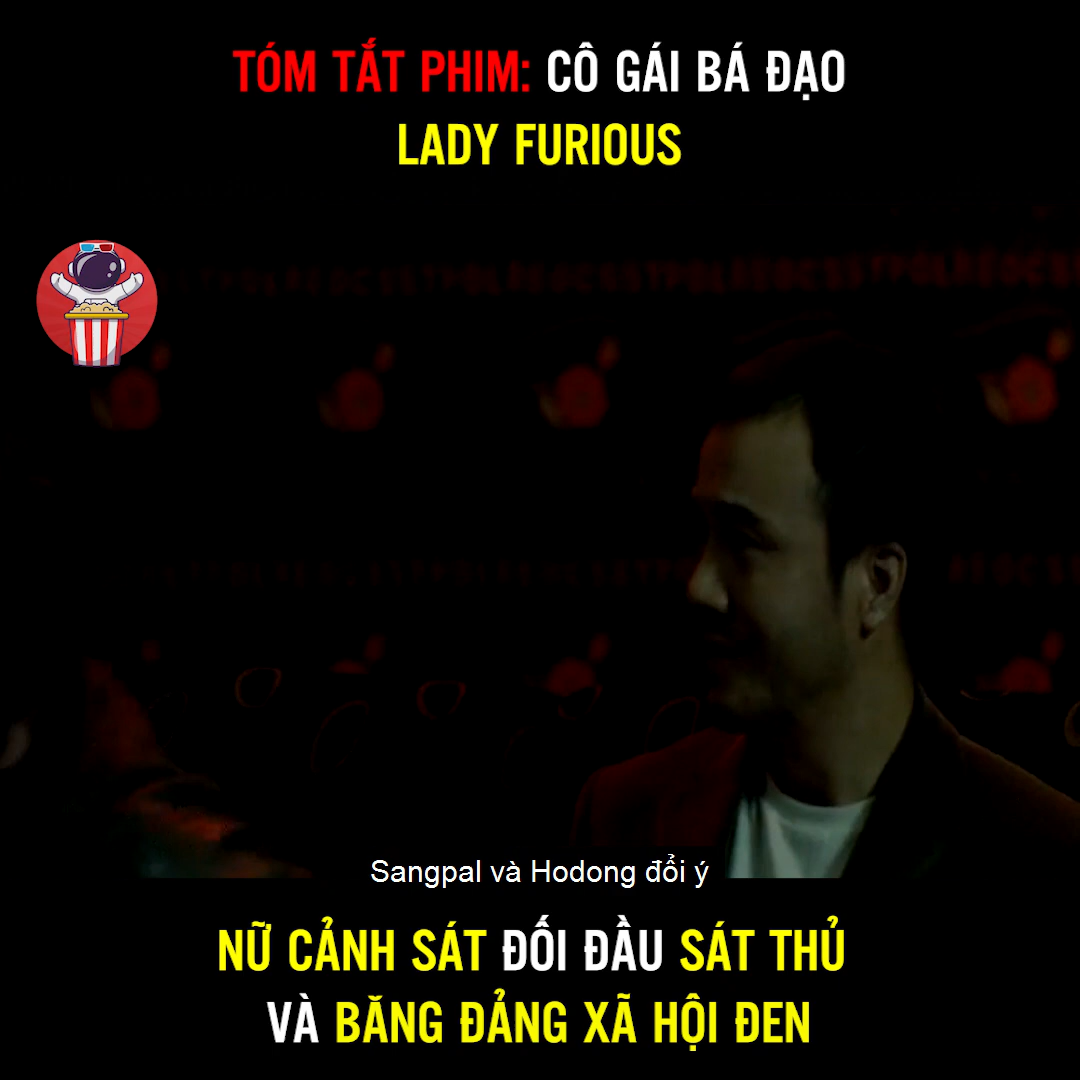 TÓM TẮT PHIM: CÔ GÁI BÁ ĐẠO
LADY FURIOUS
Sangpal và Hodong đổi ý
NỮ CẢNH SÁT ĐỐI ĐẦU SÁT THỦ
VÀ BĂNG ĐẢNG XÃ HỘI ĐEN